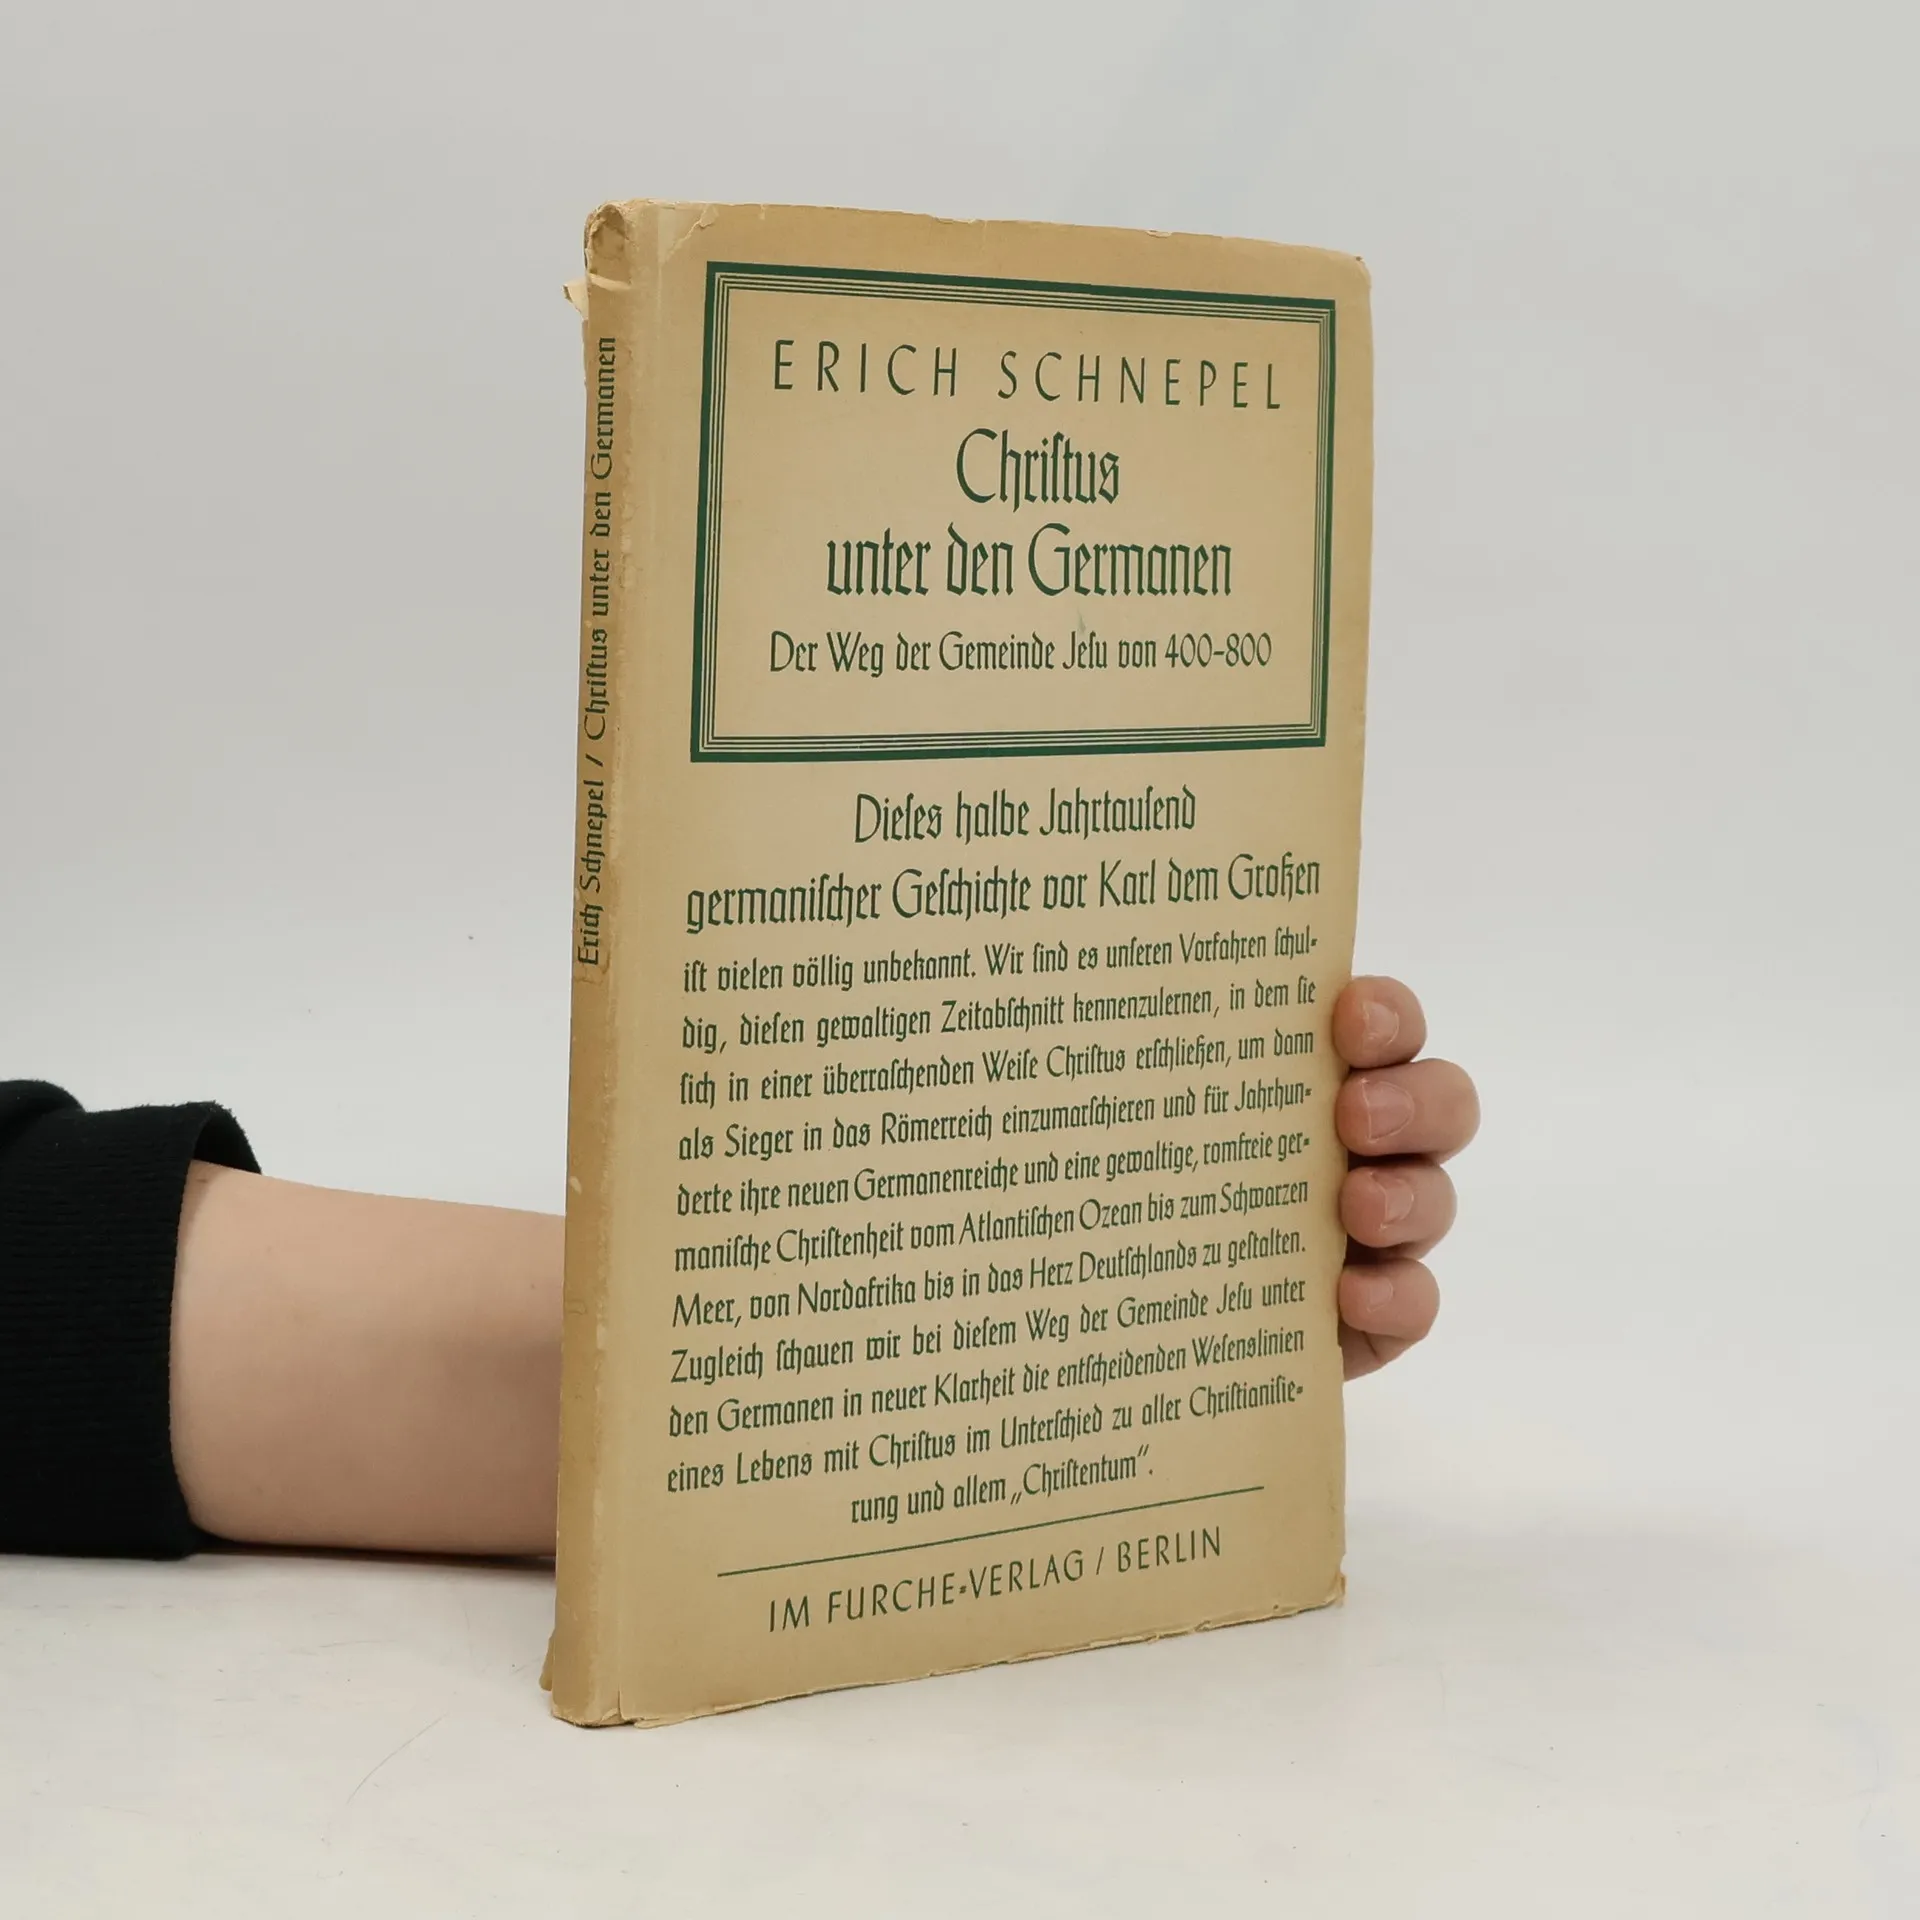 Erich Schnepel / Chriſtus unter den Germanen
ERICH SCHNEPEL
Chriſtus
unter den Germanen
Der Weg der Gemeinde Jeſu von 400-800
Dieſes halbe Jahrtauſend
germaniſcher Geſchichte vor Karl dem Großen
iſt vielen völlig unbekannt. Wir ſind es unſeren Vorfahren ſchul-
dig, dieſen gewaltigen Zeitabſchnitt kennenzulernen, in dem ſie
ſich in einer überraſchenden Weiſe Chriſtus erſchließen, um dann
als Sieger in das Römerreich einzumarſchieren und für Jahrhun-
derte ihre neuen Germanenreiche und eine gewaltige, romfreie ger-
maniſche Chriſtenheit vom Atlantiſchen Ozean bis zum Schwarzen
Meer, von Nordafrika bis in das Herz Deutſchlands zu geſtalten.
Zugleich ſchauen wir bei dieſem Weg der Gemeinde Jeſu unter
den Germanen in neuer Klarheit die entſcheidenden Weſenslinien
eines Lebens mit Chriſtus im Unterſchied zu aller Chriſtianiſie-
rung und allem „Chriſtentum“.
IM FURCHE-VERLAG / BERLIN